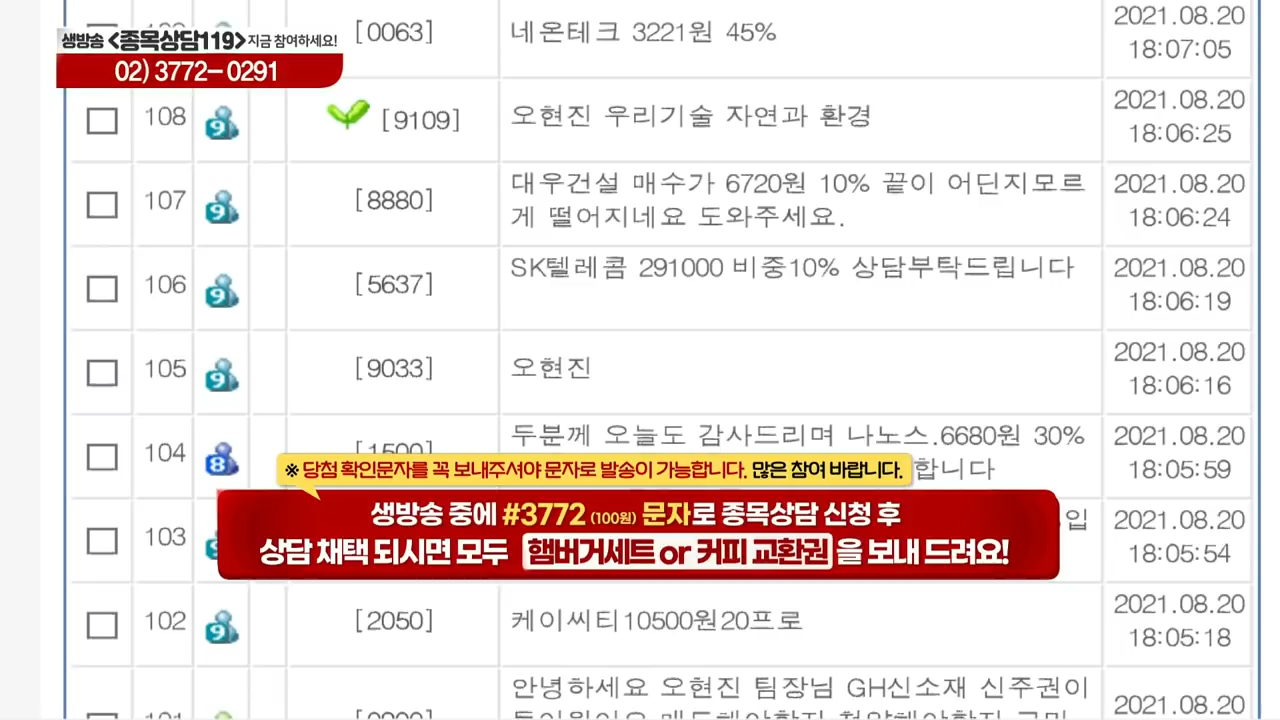 생방송 <종목상담119> 지금 참여하세요!
02) 3772-0291
[0063] 네온테크 3221원 45% 2021.08.20
18:07:05
108 9 [9109] 오현진 우리기술 자연과 환경 2021.08.20
18:06:25
107 9 [8880] 대우건설 매수가 6720원 10% 끝이 어딘지모르 2021.08.20
게 떨어지네요 도와주세요. 18:06:24
106 9 [5637] SK텔레콤 291000 비중10% 상담부탁드립니다 2021.08.20
18:06:19
105 9 [9033] 오현진 2021.08.20
18:06:16
104 8 [1500] 두분께 오늘도 감사드리며 나노스.6680원 30% 2021.08.20
합니다 18:05:59
※ 당첨 확인문자를 꼭 보내주셔야 문자로 발송이 가능합니다. 많은 참여 바랍니다.
103 입 2021.08.20
18:05:54
생방송 중에 #3772 (100원) 문자로 종목상담 신청 후
상담 채택 되시면 모두 햄버거세트 or 커피 교환권 을 보내 드려요!
102 9 [2050] 케이씨티10500원20프로 2021.08.20
18:05:18
안녕하세요 오현진 팀장님 GH신소재 신주권이 2021.08.20